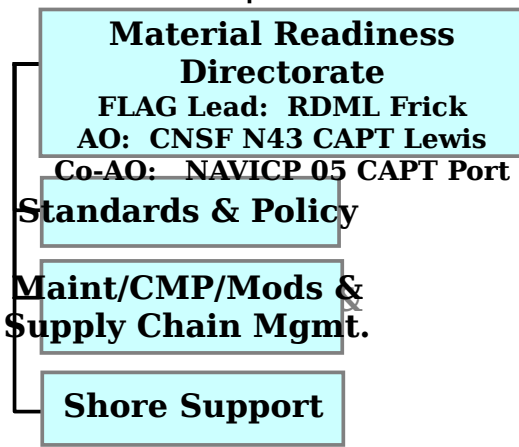 Material Readiness
Directorate
FLAG Lead: RDML Frick
AO: CNSF N43 CAPT Lewis
Co-AO: NAVICP 05 CAPT Port
Standards & Policy
Maint/CMP/Mods &
Supply Chain Mgmt.
Shore Support